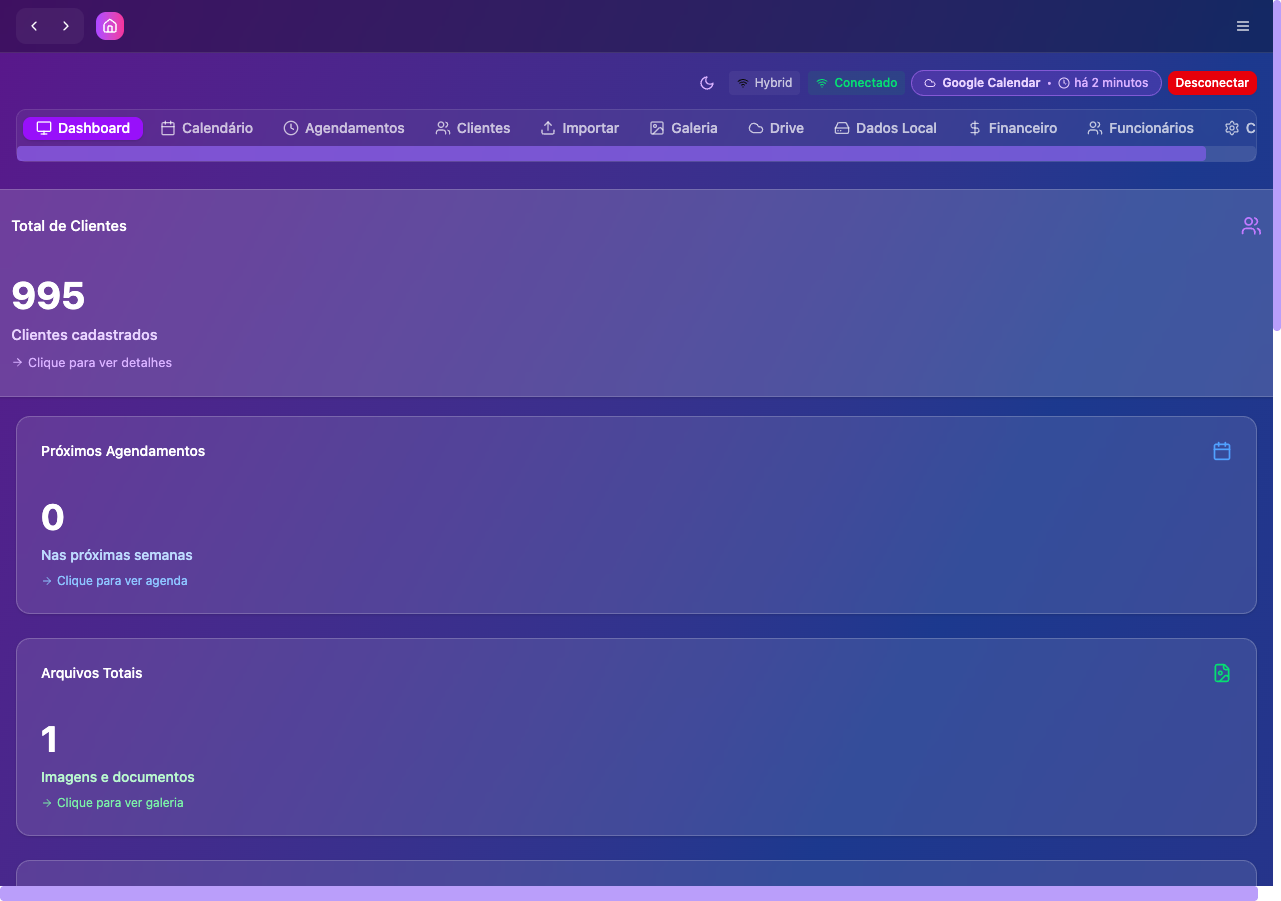 Hybrid Conectado Google Calendar • há 2 minutos Desconectar
Dashboard Calendário Agendamentos Clientes Importar Galeria Drive Dados Local Financeiro Funcionários C
Total de Clientes
995
Clientes cadastrados
→ Clique para ver detalhes
Próximos Agendamentos
0
Nas próximas semanas
→ Clique para ver agenda
Arquivos Totais
1
Imagens e documentos
→ Clique para ver galeria